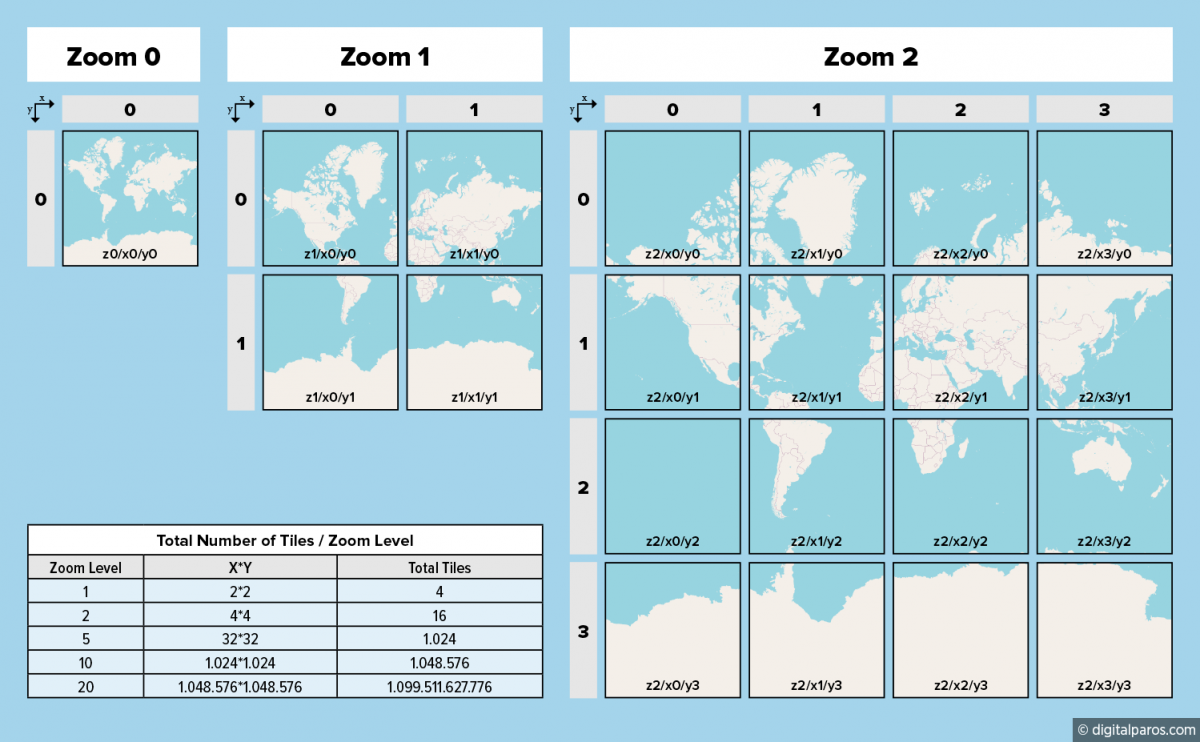 Zoom 0
Zoom 1
Zoom 2
x
y
0
x
y
0 1
x
y
0 1 2 3
0
z0/x0/y0
0
z1/x0/y0 z1/x1/y0
0
z2/x0/y0 z2/x1/y0 z2/x2/y0 z2/x3/y0
1
z1/x0/y1 z1/x1/y1
1
z2/x0/y1 z2/x1/y1 z2/x2/y1 z2/x3/y1
2
z2/x0/y2 z2/x1/y2 z2/x2/y2 z2/x3/y2
3
z2/x0/y3 z2/x1/y3 z2/x2/y3 z2/x3/y3
Total Number of Tiles / Zoom Level
Zoom Level X*Y Total Tiles
1 2*2 4
2 4*4 16
5 32*32 1.024
10 1.024*1.024 1.048.576
20 1.048.576*1.048.576 1.099.511.627.776
© digitalparos.com